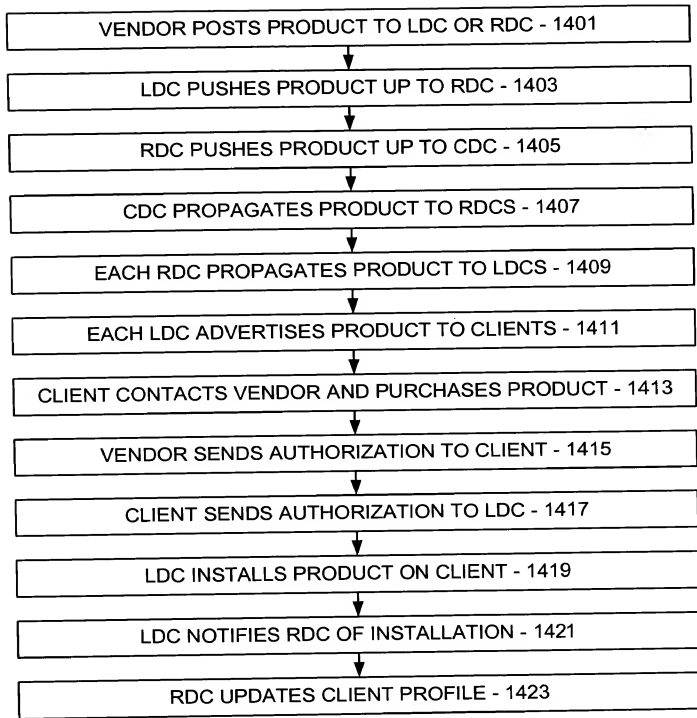 VENDOR POSTS PRODUCT TO LDC OR RDC - 1401
LDC PUSHES PRODUCT UP TO RDC - 1403
RDC PUSHES PRODUCT UP TO CDC - 1405
CDC PROPAGATES PRODUCT TO RDCS - 1407
EACH RDC PROPAGATES PRODUCT TO LDCS - 1409
EACH LDC ADVERTISES PRODUCT TO CLIENTS - 1411
CLIENT CONTACTS VENDOR AND PURCHASES PRODUCT - 1413
VENDOR SENDS AUTHORIZATION TO CLIENT - 1415
CLIENT SENDS AUTHORIZATION TO LDC - 1417
LDC INSTALLS PRODUCT ON CLIENT - 1419
LDC NOTIFIES RDC OF INSTALLATION - 1421
RDC UPDATES CLIENT PROFILE - 1423